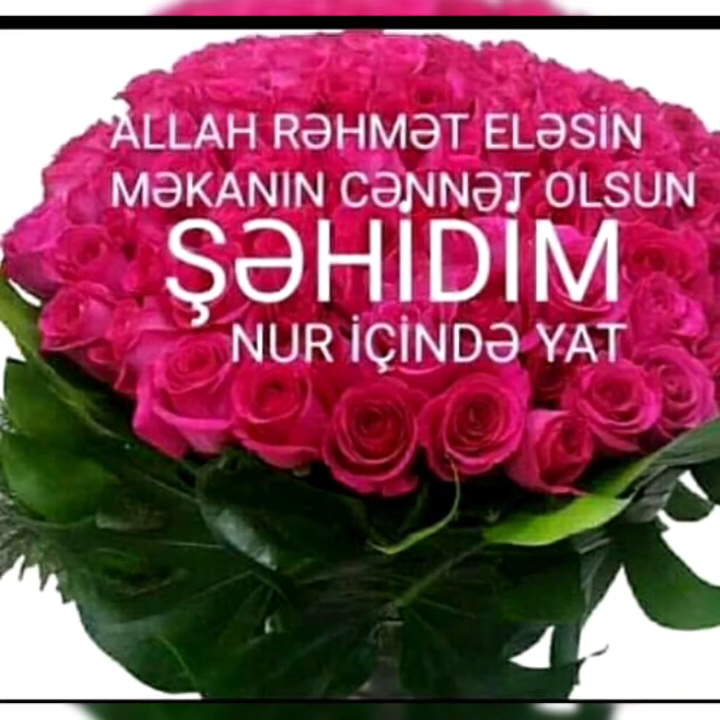 ALLAH RƏHMƏT ELƏSİN
MƏKANIN CƏNNƏT OLSUN
ŞƏHİDİM
NUR İÇİNDƏ YAT